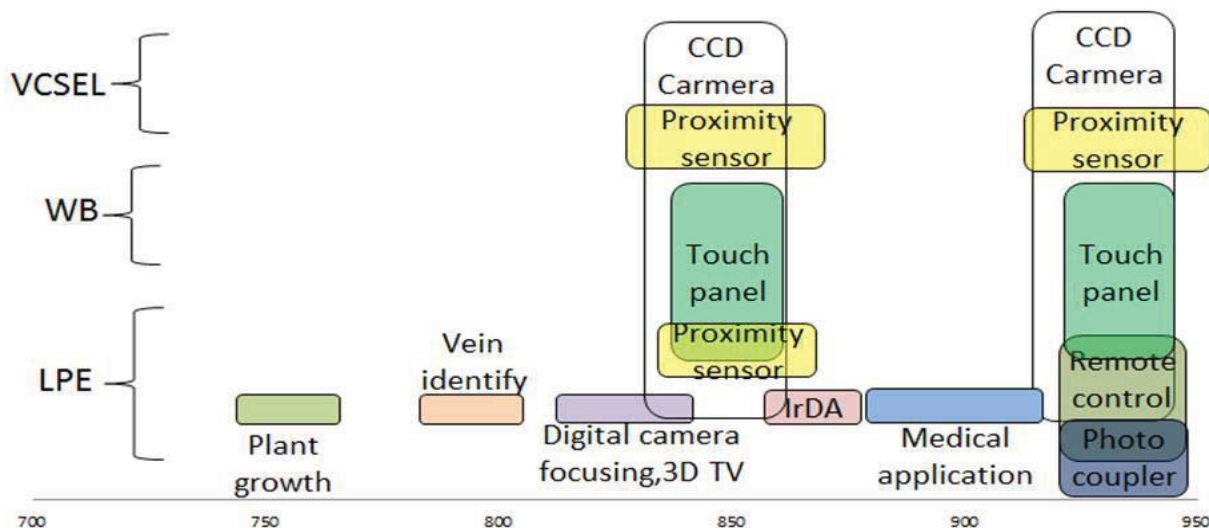 VCSEL
WB
LPE
CCD
Carmera
Proximity
sensor
Touch
panel
Proximity
sensor
CCD
Carmera
Proximity
sensor
Touch
panel
Remote
control
Photo
coupler
Plant
growth
Vein
identify
Digital camera
focusing,3D TV
IrDA
Medical
application
700
750
800
850
900
950